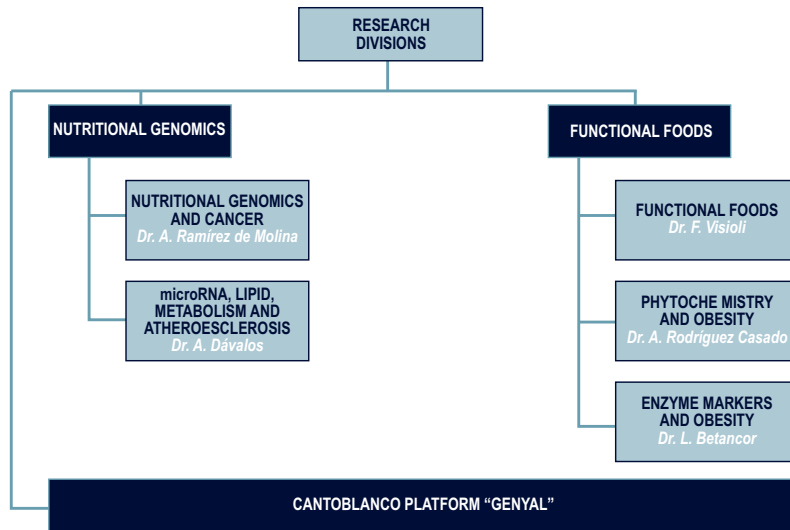 RESEARCH
DIVISIONS
NUTRITIONAL GENOMICS
FUNCTIONAL FOODS
NUTRITIONAL GENOMICS
AND CANCER
Dr. A. Ramírez de Molina
microRNA, LIPID,
METABOLISM AND
ATHEROESCLEROSIS
Dr. A. Dávalos
FUNCTIONAL FOODS
Dr. F. Visioli
PHYTOCHE MISTRY
AND OBESITY
Dr. A. Rodríguez Casado
ENZYME MARKERS
AND OBESITY
Dr. L. Betancor
CANTOBLANCO PLATFORM “GENYAL”